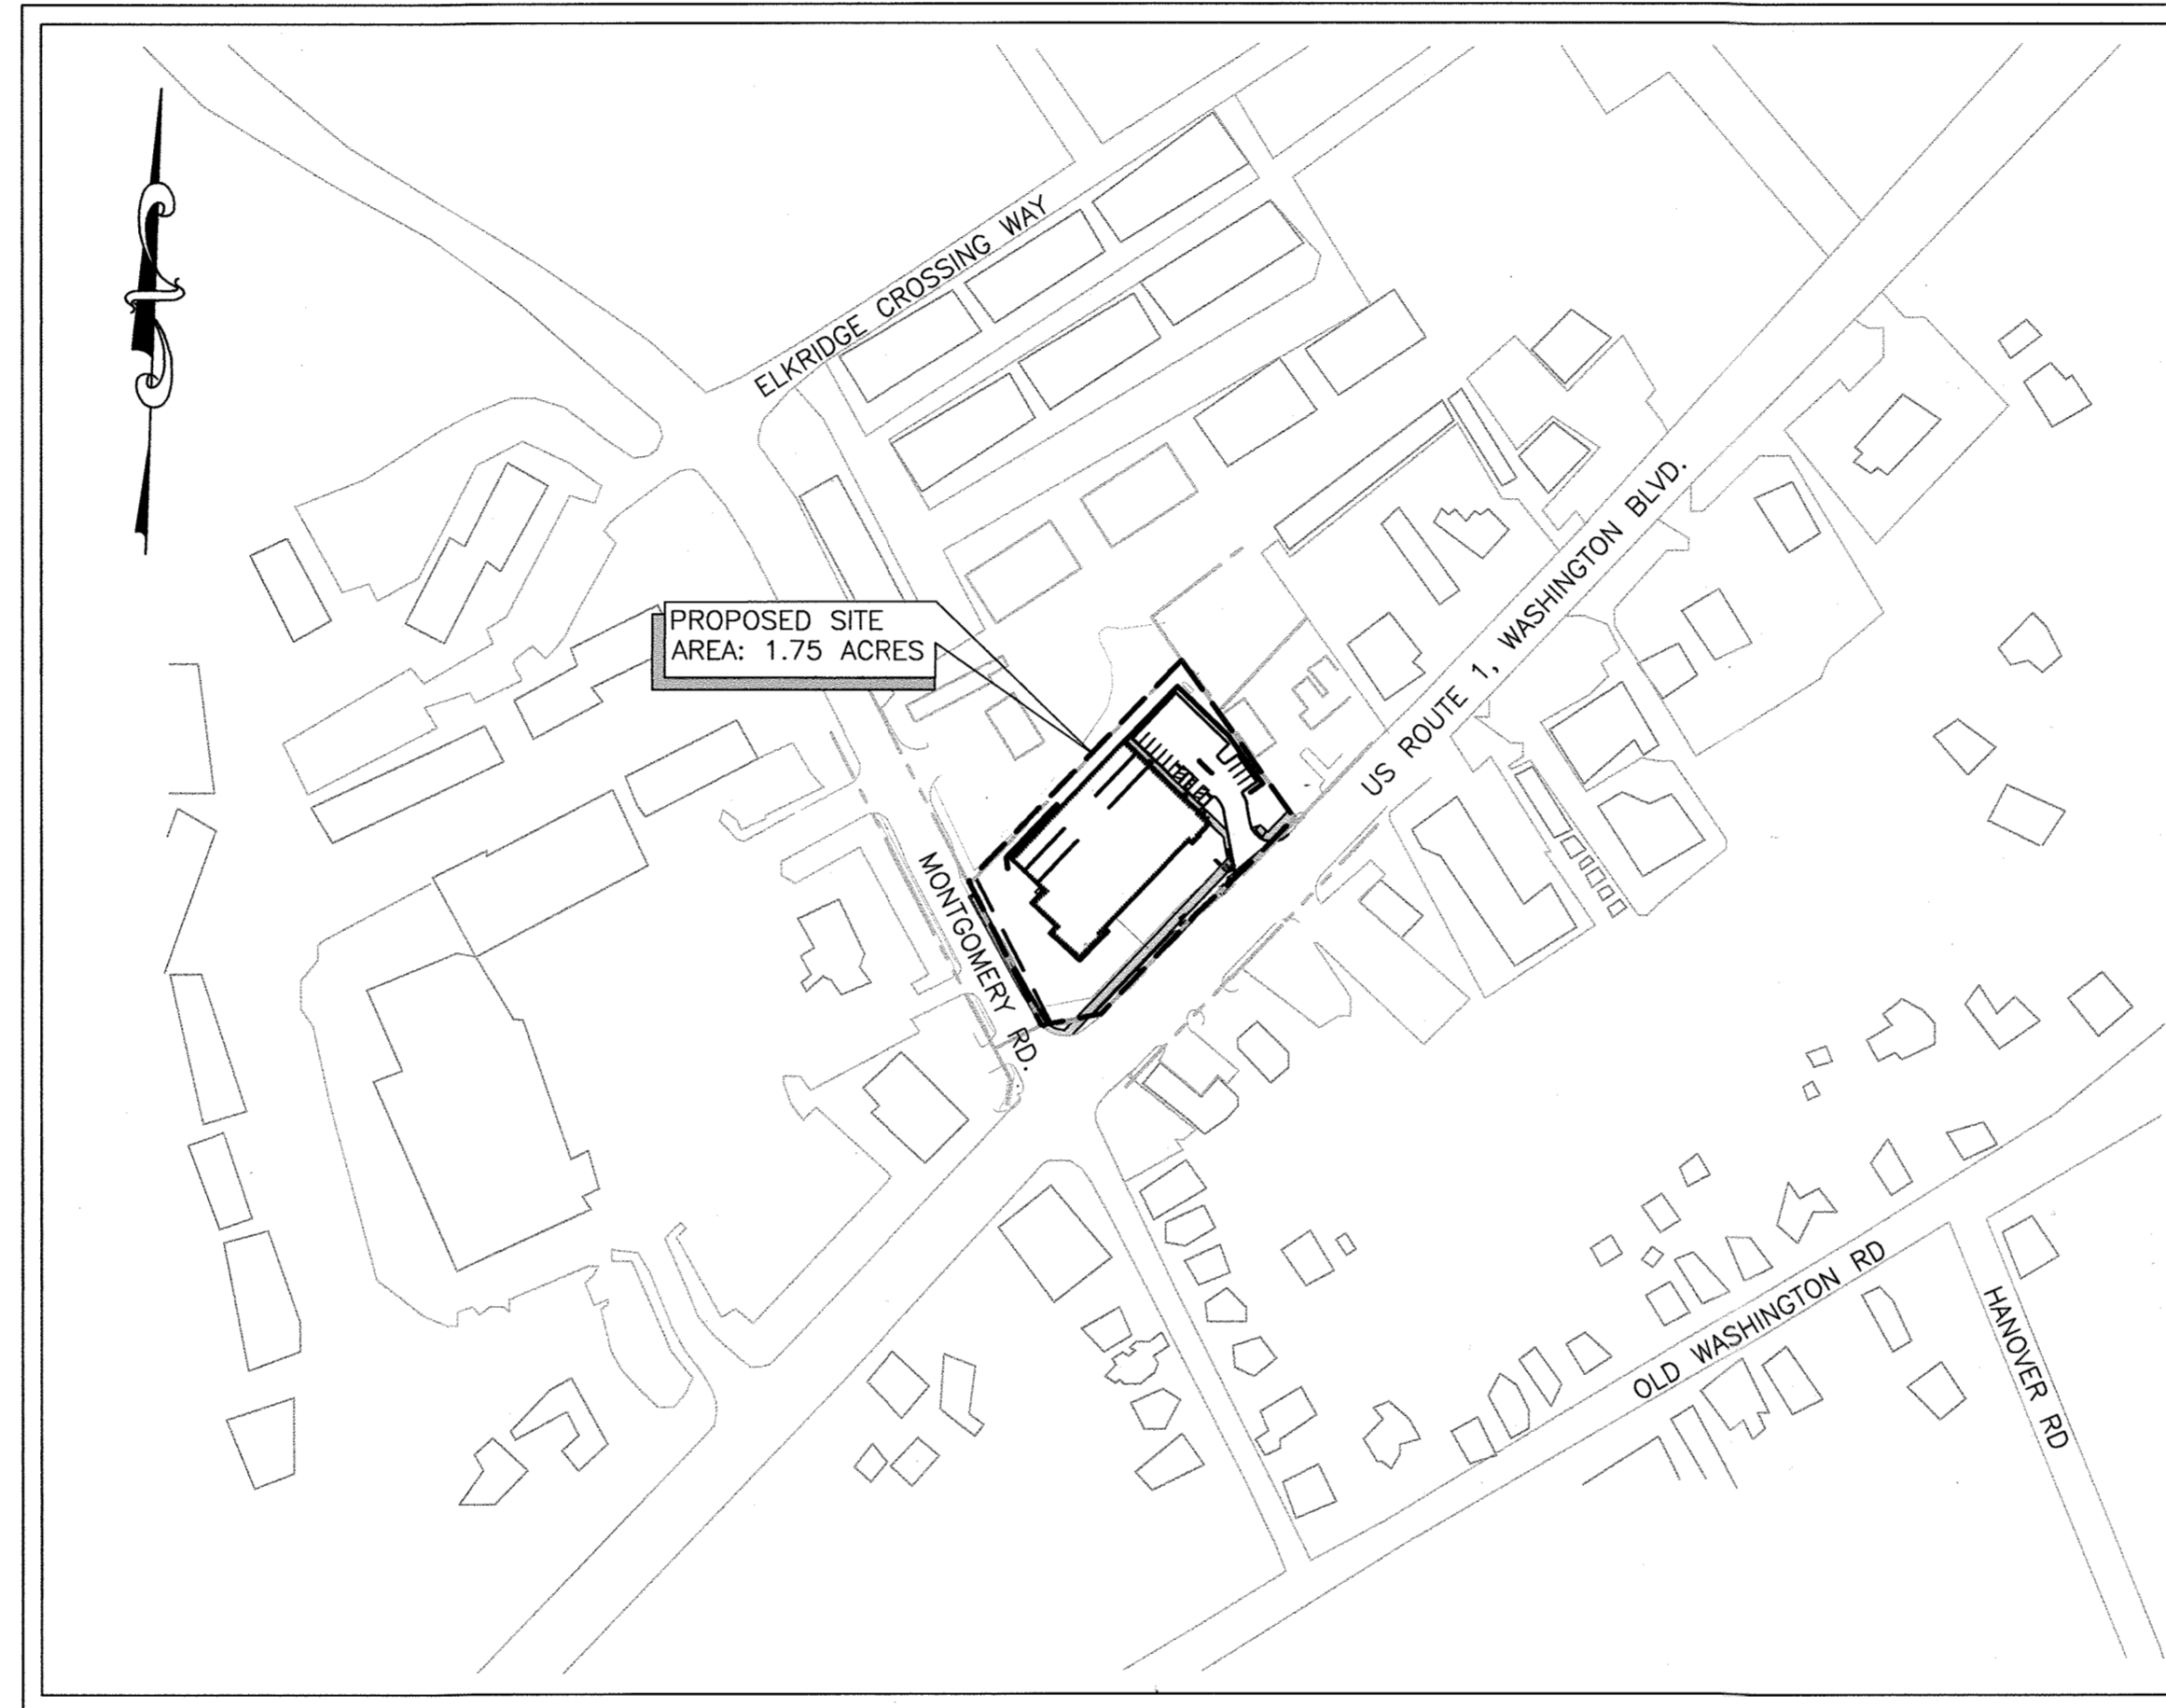 ELKRIDGE CROSSING WAY
PROPOSED SITE
AREA: 1.75 ACRES
US ROUTE 1, WASHINGTON BLVD.
MONTGOMERY RD.
OLD WASHINGTON RD
HANOVER RD